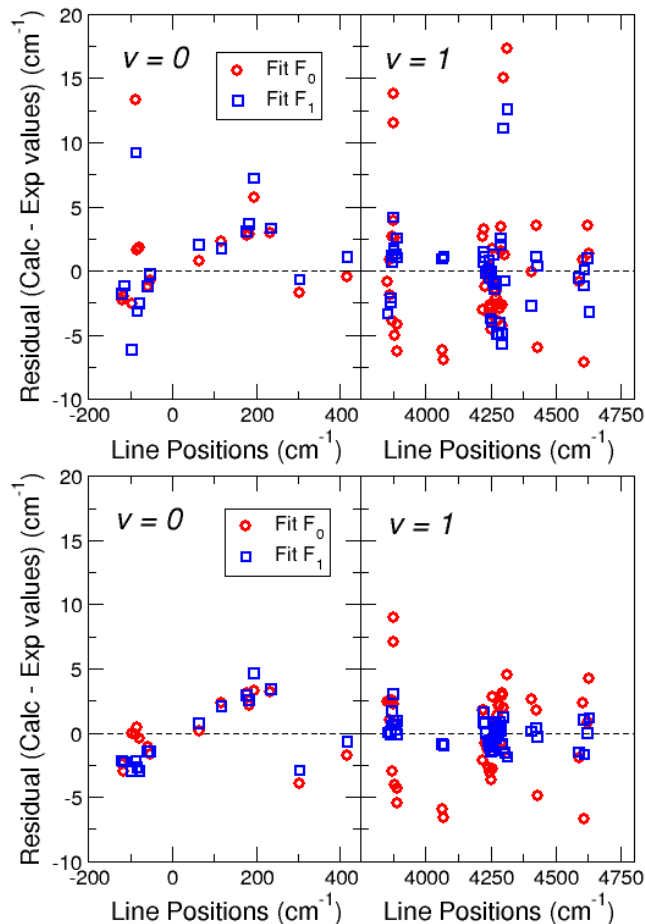 Residual (Calc - Exp values) (cm⁻¹)
20
15
10
5
0
-5
-10
v = 0
Fit F₀
Fit F₁
v = 1
-200
0
200
400
4000
4250
4500
4750
Line Positions (cm⁻¹)
Line Positions (cm⁻¹)
Residual (Calc - Exp values) (cm⁻¹)
20
15
10
5
0
-5
-10
v = 0
Fit F₀
Fit F₁
v = 1
-200
0
200
400
4000
4250
4500
4750
Line Positions (cm⁻¹)
Line Positions (cm⁻¹)